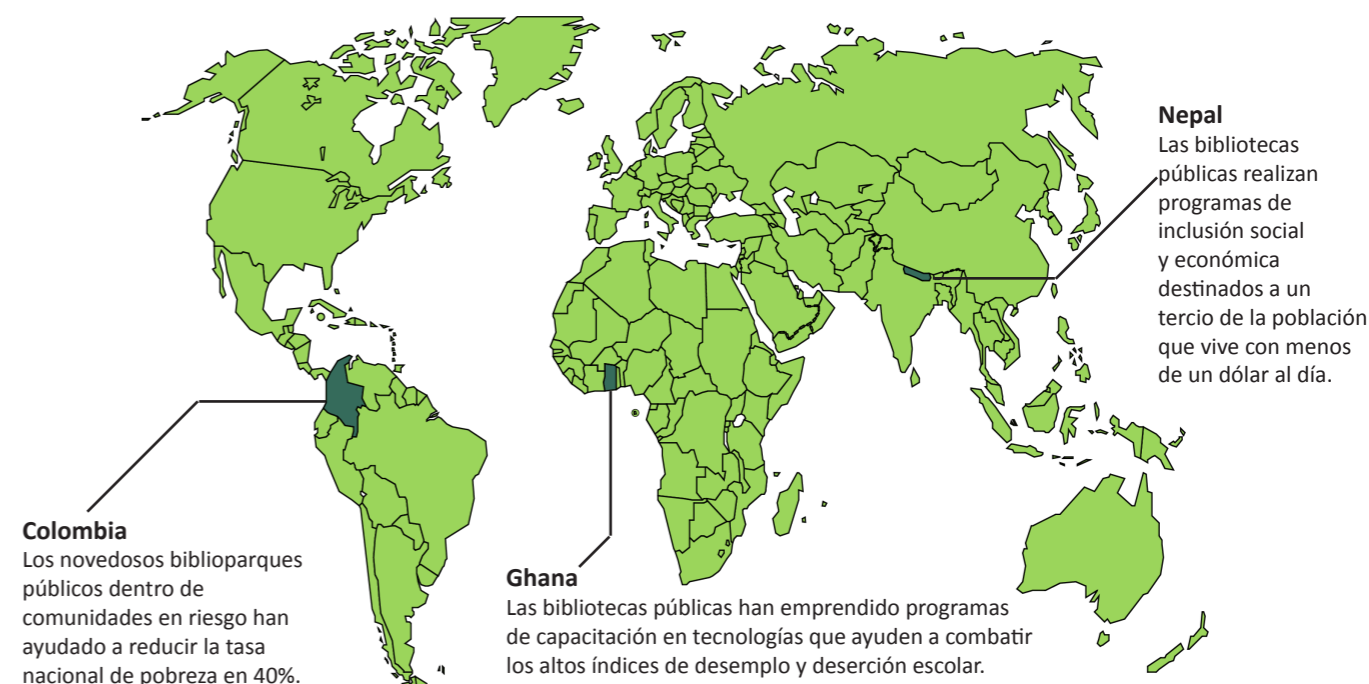 Nepal
Las bibliotecas
públicas realizan
programas de
inclusión social
y económica
destinados a un
tercio de la población
que vive con menos
de un dólar al día.
Colombia
Los novedosos biblioparques
públicos dentro de
comunidades en riesgo han
ayudado a reducir la tasa
nacional de pobreza en 40%.
Ghana
Las bibliotecas públicas han emprendido programas
de capacitación en tecnologías que ayuden a combatir
los altos índices de desemplo y deserción escolar.